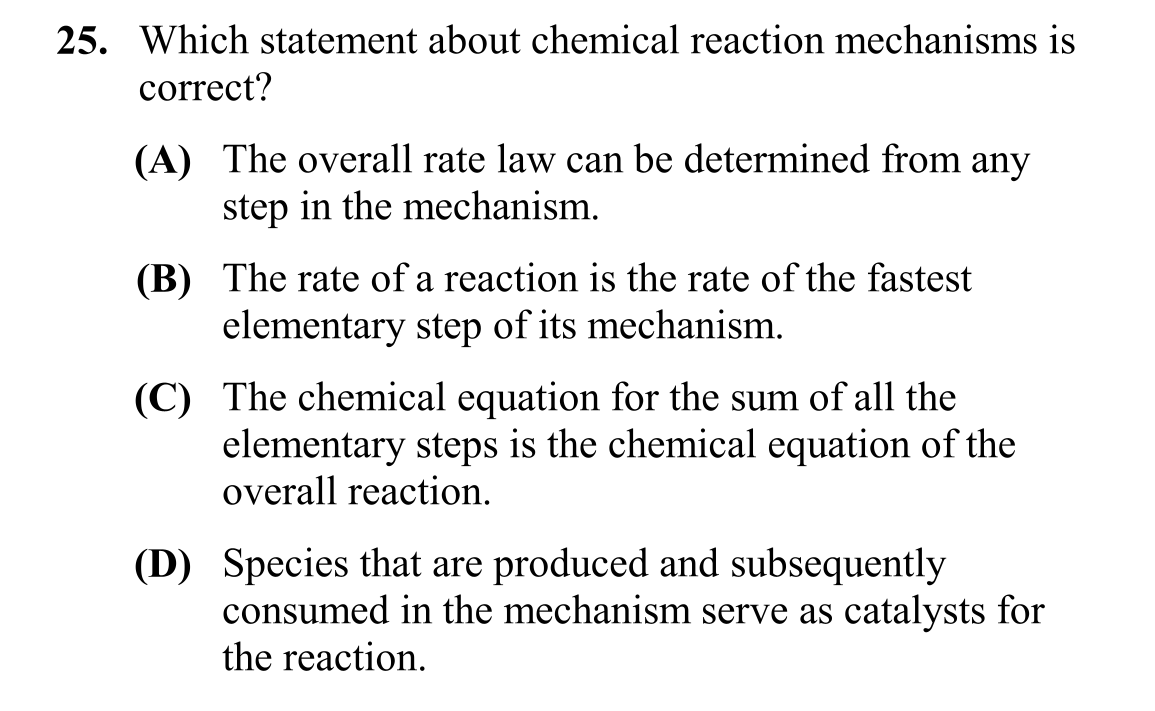 25. Which statement about chemical reaction mechanisms is
correct?
(A) The overall rate law can be determined from any
step in the mechanism.
(B) The rate of a reaction is the rate of the fastest
elementary step of its mechanism.
(C) The chemical equation for the sum of all the
elementary steps is the chemical equation of the
overall reaction.
(D) Species that are produced and subsequently
consumed in the mechanism serve as catalysts for
the reaction.